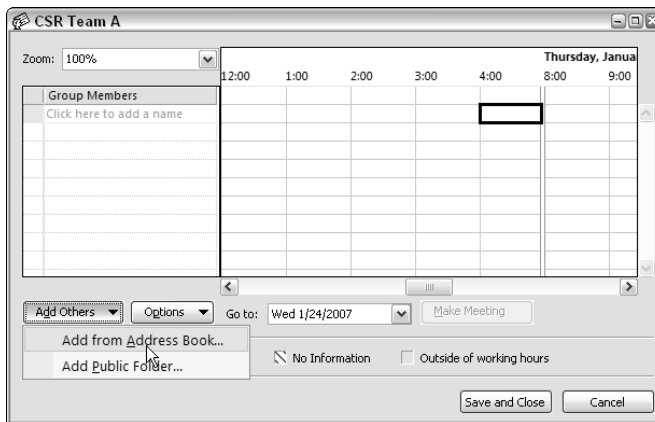 CSR Team A
Zoom: 100%
Thursday, Janua
12:00 1:00 2:00 3:00 4:00 8:00 9:00
Group Members
Click here to add a name
Add Others Options Go to: Wed 1/24/2007 Make Meeting
Add from Address Book...
Add Public Folder...
No Information Outside of working hours
Save and Close Cancel